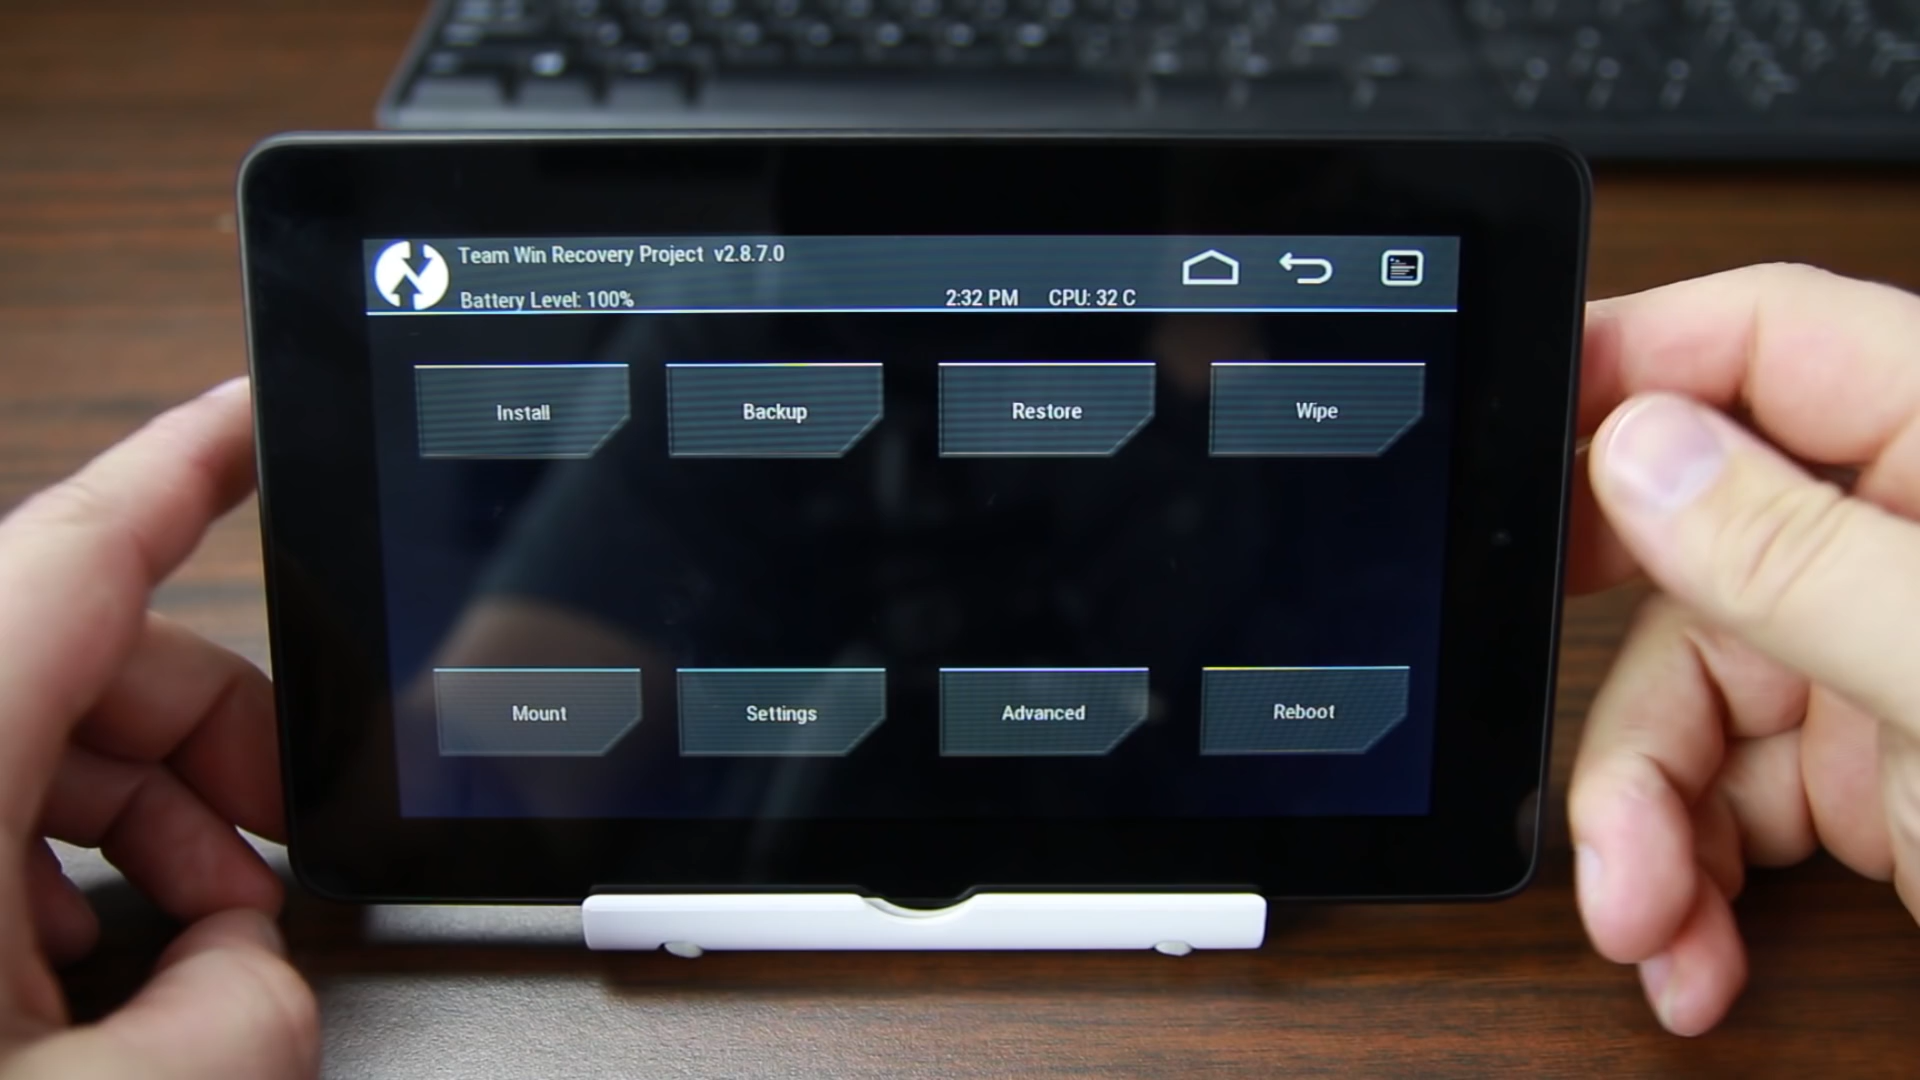 Team Win Recovery Project v2.8.7.0
Battery Level: 100%
2:32 PM CPU: 32 C
Install
Backup
Restore
Wipe
Mount
Settings
Advanced
Reboot